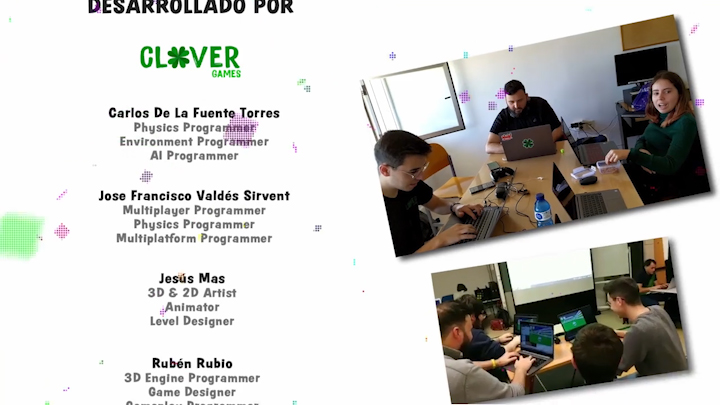 DESARROLLADO POR
CLOVER
GAMES
Carlos De La Fuente Torres
Physics Programmer
Environment Programmer
AI Programmer
Jose Francisco Valdés Sirvent
Multiplayer Programmer
Physics Programmer
Multiplatform Programmer
Jesús Mas
3D & 2D Artist
Animator
Level Designer
Rubén Rubio
3D Engine Programmer
Game Designer
Gameplay Programmer